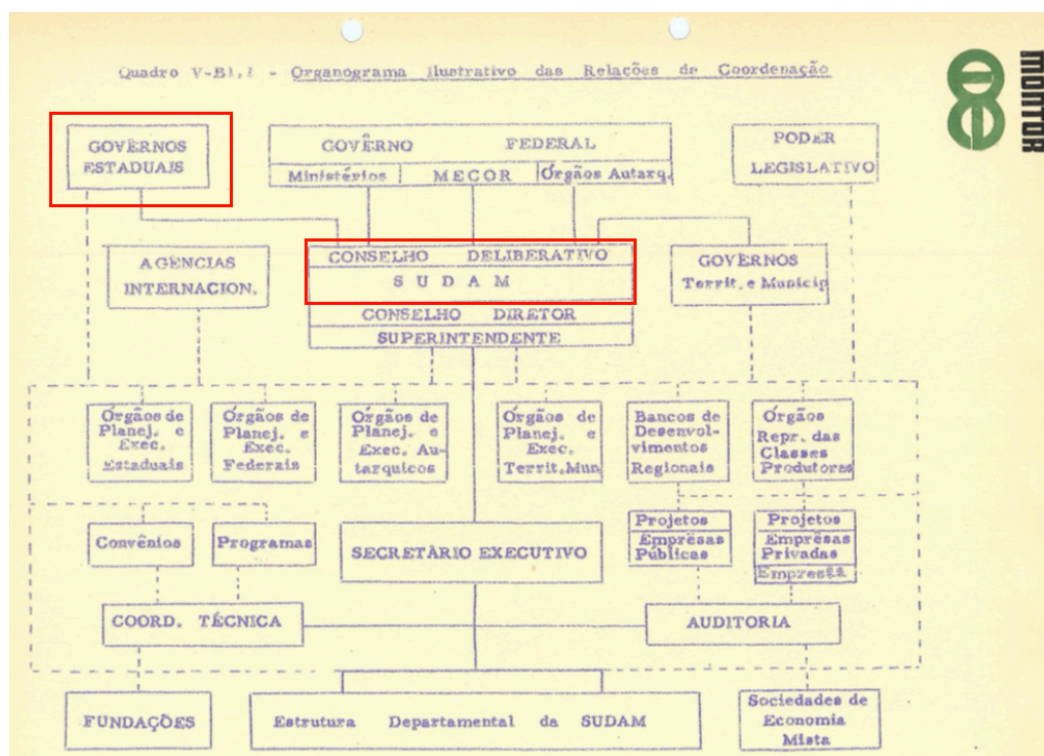 Quadro V-B1.1 - Organograma ilustrativo das Relações de Coordenação
MONTOR
GOVÊRNOS
ESTADUAIS
GOVÊRNO FEDERAL
Ministérios MECOR Órgãos Autarq.
PODER
LEGISLATIVO
AGÊNCIAS
INTERNACION.
CONSELHO DELIBERATIVO
S U D A M
CONSELHO DIRETOR
SUPERINTENDENTE
GOVÊRNOS
Territ. e Municip
Órgãos de
Planej. e
Exec.
Estaduais
Órgãos de
Planej. e
Exec.
Federais
Órgãos de
Planej. e
Exec. Au-
tarquicos
Órgãos de
Planej. e
Exec.
Territ.Mun
Bancos de
Desenvol-
vimentos
Regionais
Órgãos
Repr. das
Classes
Produtoras
Convênios
Programas
SECRETÁRIO EXECUTIVO
Projetos
Emprêsas
Públicas
Projetos
Emprêsas
Privadas
COORD. TÉCNICA
AUDITORIA
FUNDAÇÕES
Estrutura Departamental da SUDAM
Sociedades de
Economia
Mista